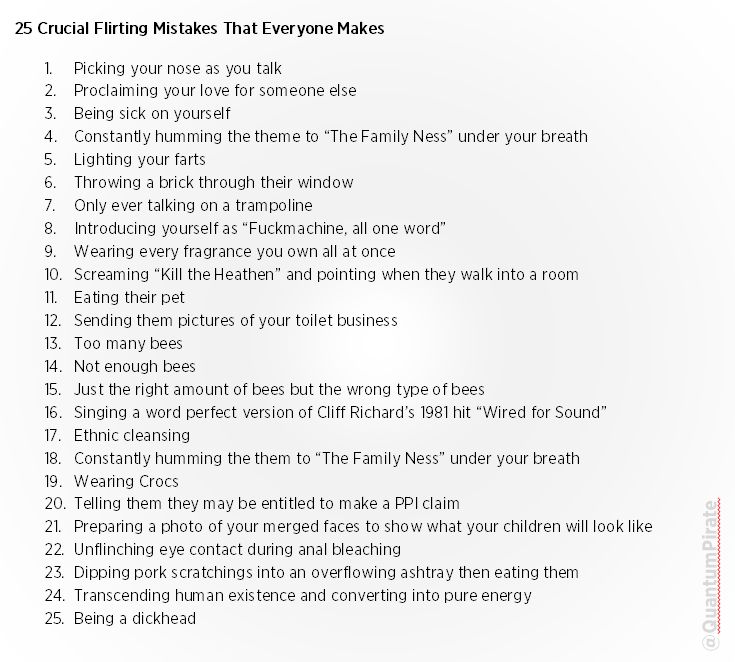 25 Crucial Flirting Mistakes That Everyone Makes
1. Picking your nose as you talk
2. Proclaiming your love for someone else
3. Being sick on yourself
4. Constantly humming the theme to “The Family Ness” under your breath
5. Lighting your farts
6. Throwing a brick through their window
7. Only ever talking on a trampoline
8. Introducing yourself as “Fuckmachine, all one word”
9. Wearing every fragrance you own all at once
10. Screaming “Kill the Heathen” and pointing when they walk into a room
11. Eating their pet
12. Sending them pictures of your toilet business
13. Too many bees
14. Not enough bees
15. Just the right amount of bees but the wrong type of bees
16. Singing a word perfect version of Cliff Richard’s 1981 hit “Wired for Sound”
17. Ethnic cleansing
18. Constantly humming the them to “The Family Ness” under your breath
19. Wearing Crocs
20. Telling them they may be entitled to make a PPI claim
21. Preparing a photo of your merged faces to show what your children will look like
22. Unflinching eye contact during anal bleaching
23. Dipping pork scratchings into an overflowing ashtray then eating them
24. Transcending human existence and converting into pure energy
25. Being a dickhead
@QuantumPirate